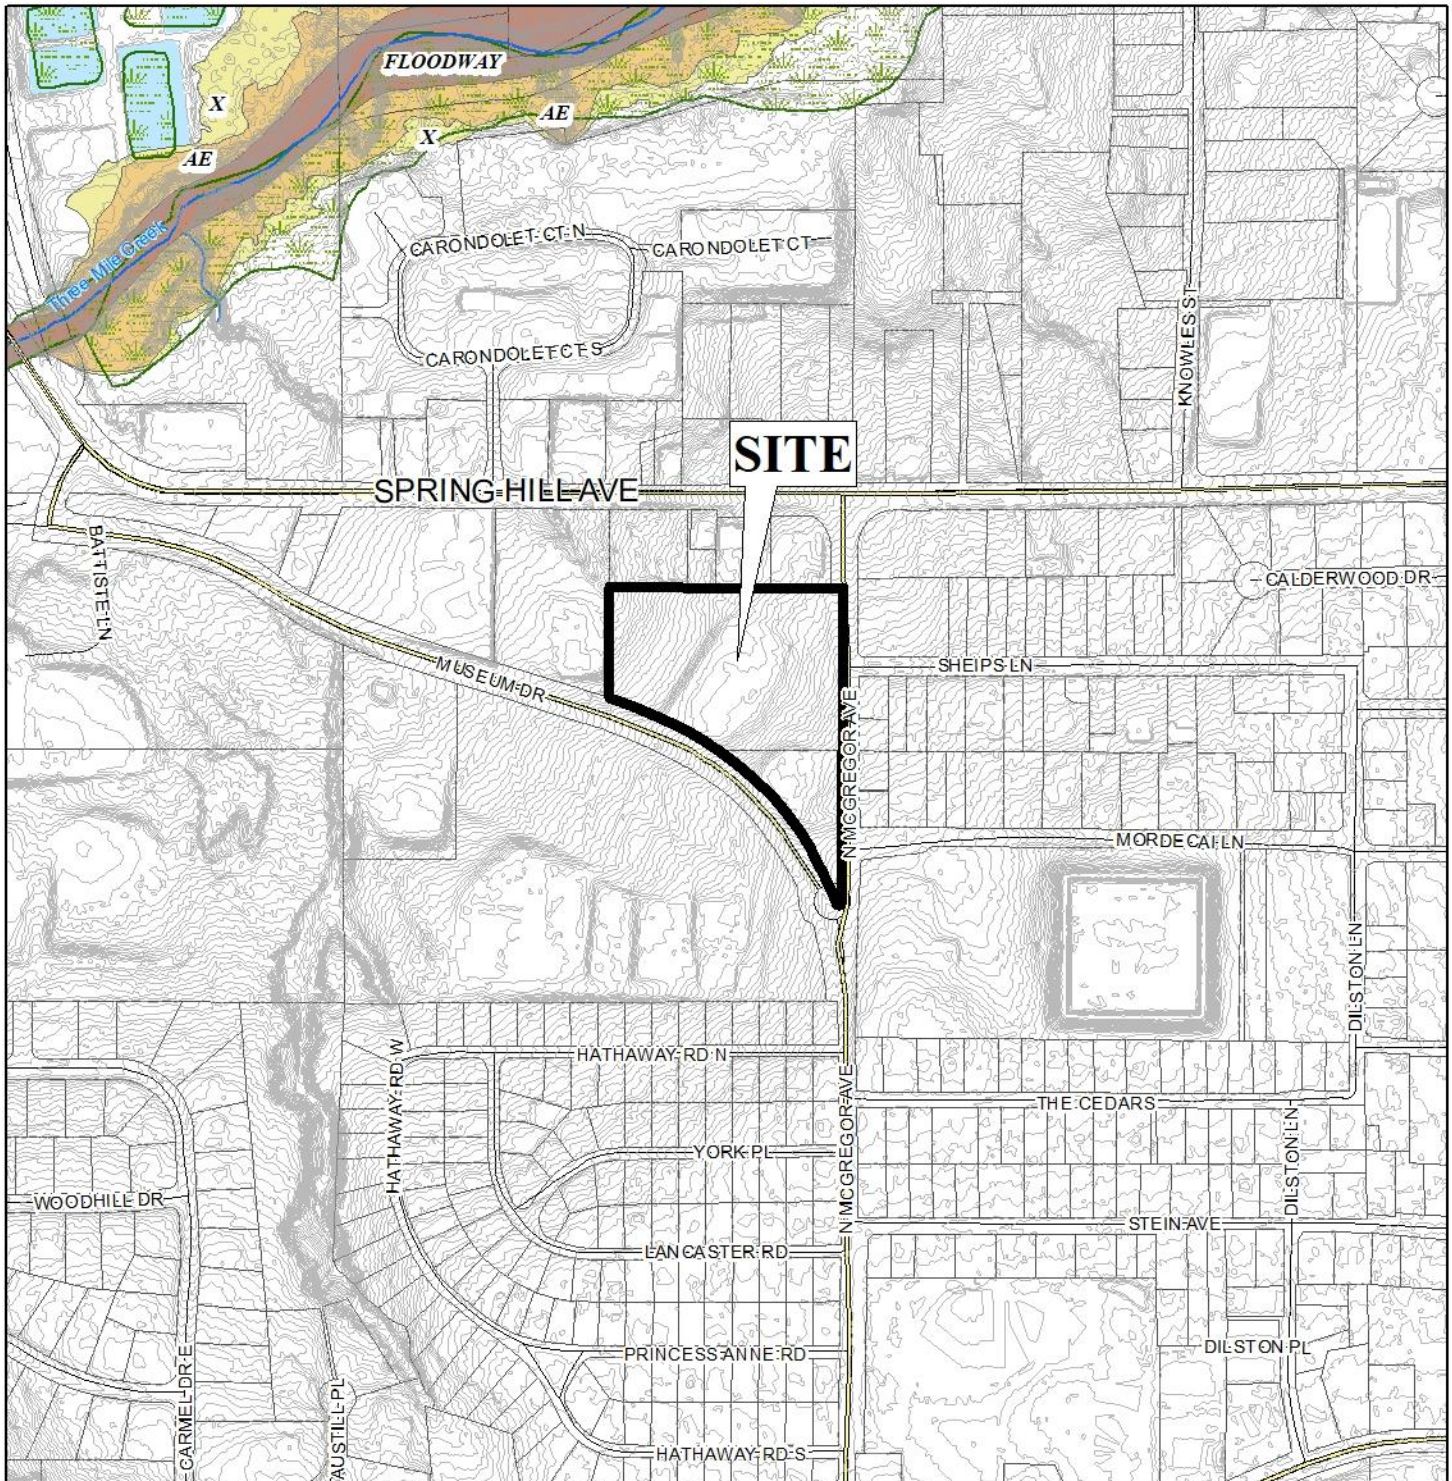 FLOODWAY
X
AE
X
AE
Three Mile Creek
CARONDOLET CT N
CARONDOLET CT
CARONDOLET CT S
KNOWLES ST
SITE
SPRING HILL AVE
BATTISTE LN
CALDERWOOD DR
MUSEUM DR
SHEIPS LN
N MCGREGOR AVE
MORDECAI LN
DILSTON LN
HATHAWAY RD N
HATHAWAY RD W
THE CEDARS
N MCGREGOR AVE
YORK PL
DILSTON LN
WOODHILL DR
STEIN AVE
LANCASTER RD
PRINCESS ANNE RD
DILSTON PL
CARMEL DR E
AUSTILL PL
HATHAWAY RD S